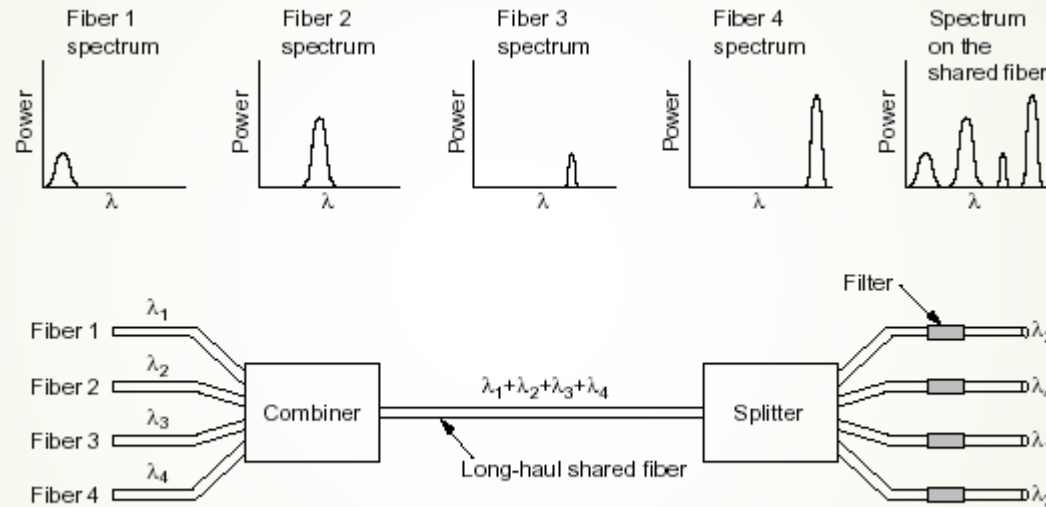 Fiber 1
spectrum
Fiber 2
spectrum
Fiber 3
spectrum
Fiber 4
spectrum
Spectrum
on the
shared fiber
Power
λ
Power
λ
Power
λ
Power
λ
Power
λ
Filter
Fiber 1
λ₁
Fiber 2
λ₂
Fiber 3
λ₃
Fiber 4
λ₄
Combiner
λ₁+λ₂+λ₃+λ₄
Long-haul shared fiber
Splitter
λ
λ
λ
λ